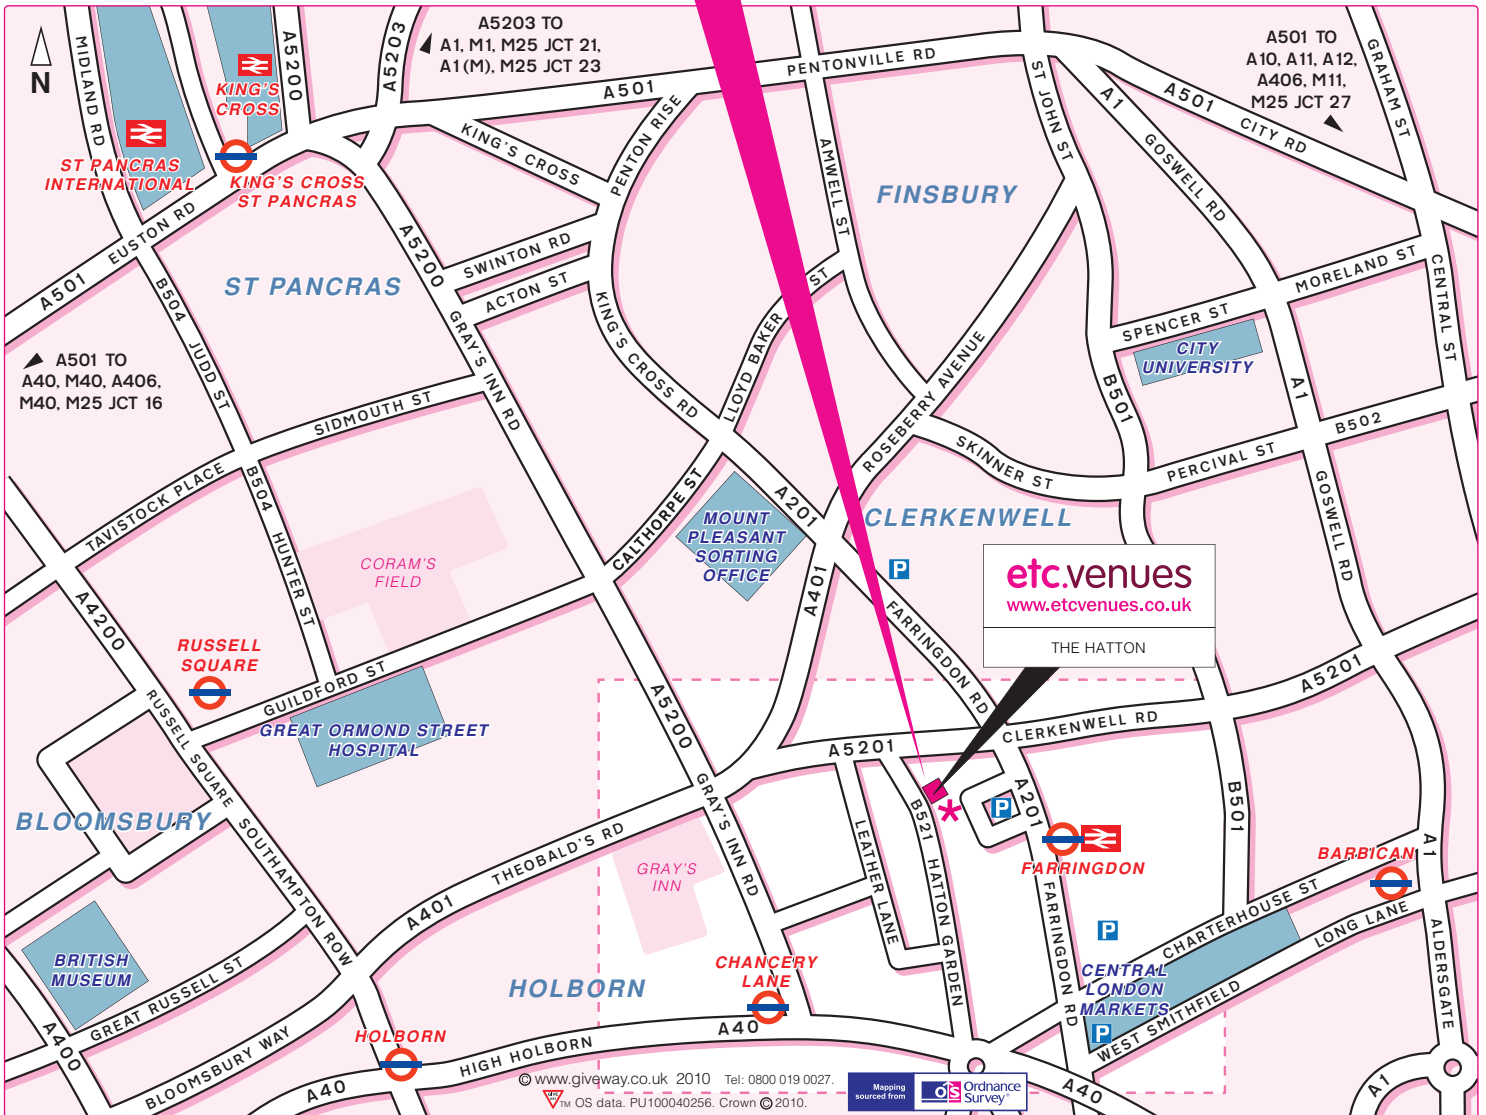 N
MIDLAND RD
A5200
A5203
A5203 TO
A1, M1, M25 JCT 21,
A1(M), M25 JCT 23
PENTONVILLE RD
A501
ST JOHN ST
A1
A501
CITY RD
A501 TO
A10, A11, A12,
A406, M11,
M25 JCT 27
GRAHAM ST
KING'S
CROSS
ST PANCRAS
INTERNATIONAL
KING'S CROSS
ST PANCRAS
EUSTON RD
A501
KING'S CROSS
PENTON RISE
AMWELL ST
FINSBURY
GOSWELL RD
ST PANCRAS
A5200
SWINTON RD
ACTON ST
LLOYD BAKER
ST
MORELAND ST
CENTRAL ST
SPENCER ST
CITY
UNIVERSITY
B504
JUDD ST
GRAY'S INN RD
KING'S CROSS RD
ROSEBERRY AVENUE
B501
A1
A501 TO
A40, M40, A406,
M40, M25 JCT 16
SIDMOUTH ST
TAVISTOCK PLACE
B504
HUNTER ST
SKINNER ST
PERCIVAL ST
B502
GOSWELL RD
CALTHORPE ST
A201
MOUNT
PLEASANT
SORTING
OFFICE
CLERKENWELL
P
CORAM'S
FIELD
A4200
A401
FARRINGDON RD
etc.venues
www.etcvenues.co.uk
THE HATTON
RUSSELL
SQUARE
GUILDFORD ST
GREAT ORMOND STREET
HOSPITAL
A5200
A5201
CLERKENWELL RD
A5201
RUSSELL SQUARE
BLOOMSBURY
SOUTHAMPTON ROW
THEOBALD'S RD
A401
GRAY'S INN RD
GRAY'S
INN
LEATHER LANE
B521
HATTON GARDEN
*
P
A201
FARRINGDON
FARRINGDON RD
B501
BARBICAN
A1
CHARTERHOUSE ST
LONG LANE
P
CENTRAL
LONDON
MARKETS
P
WEST SMITHFIELD
ALDERSGATE
BRITISH
MUSEUM
GREAT RUSSELL ST
A400
BLOOMSBURY WAY
HOLBORN
CHANCERY
LANE
HOLBORN
A40
HIGH HOLBORN
A40
A40
A1
© www.giveway.co.uk 2010 Tel: 0800 019 0027.
TM OS data. PU100040256. Crown © 2010.
Mapping
sourced from
OS
Ordnance
Survey®